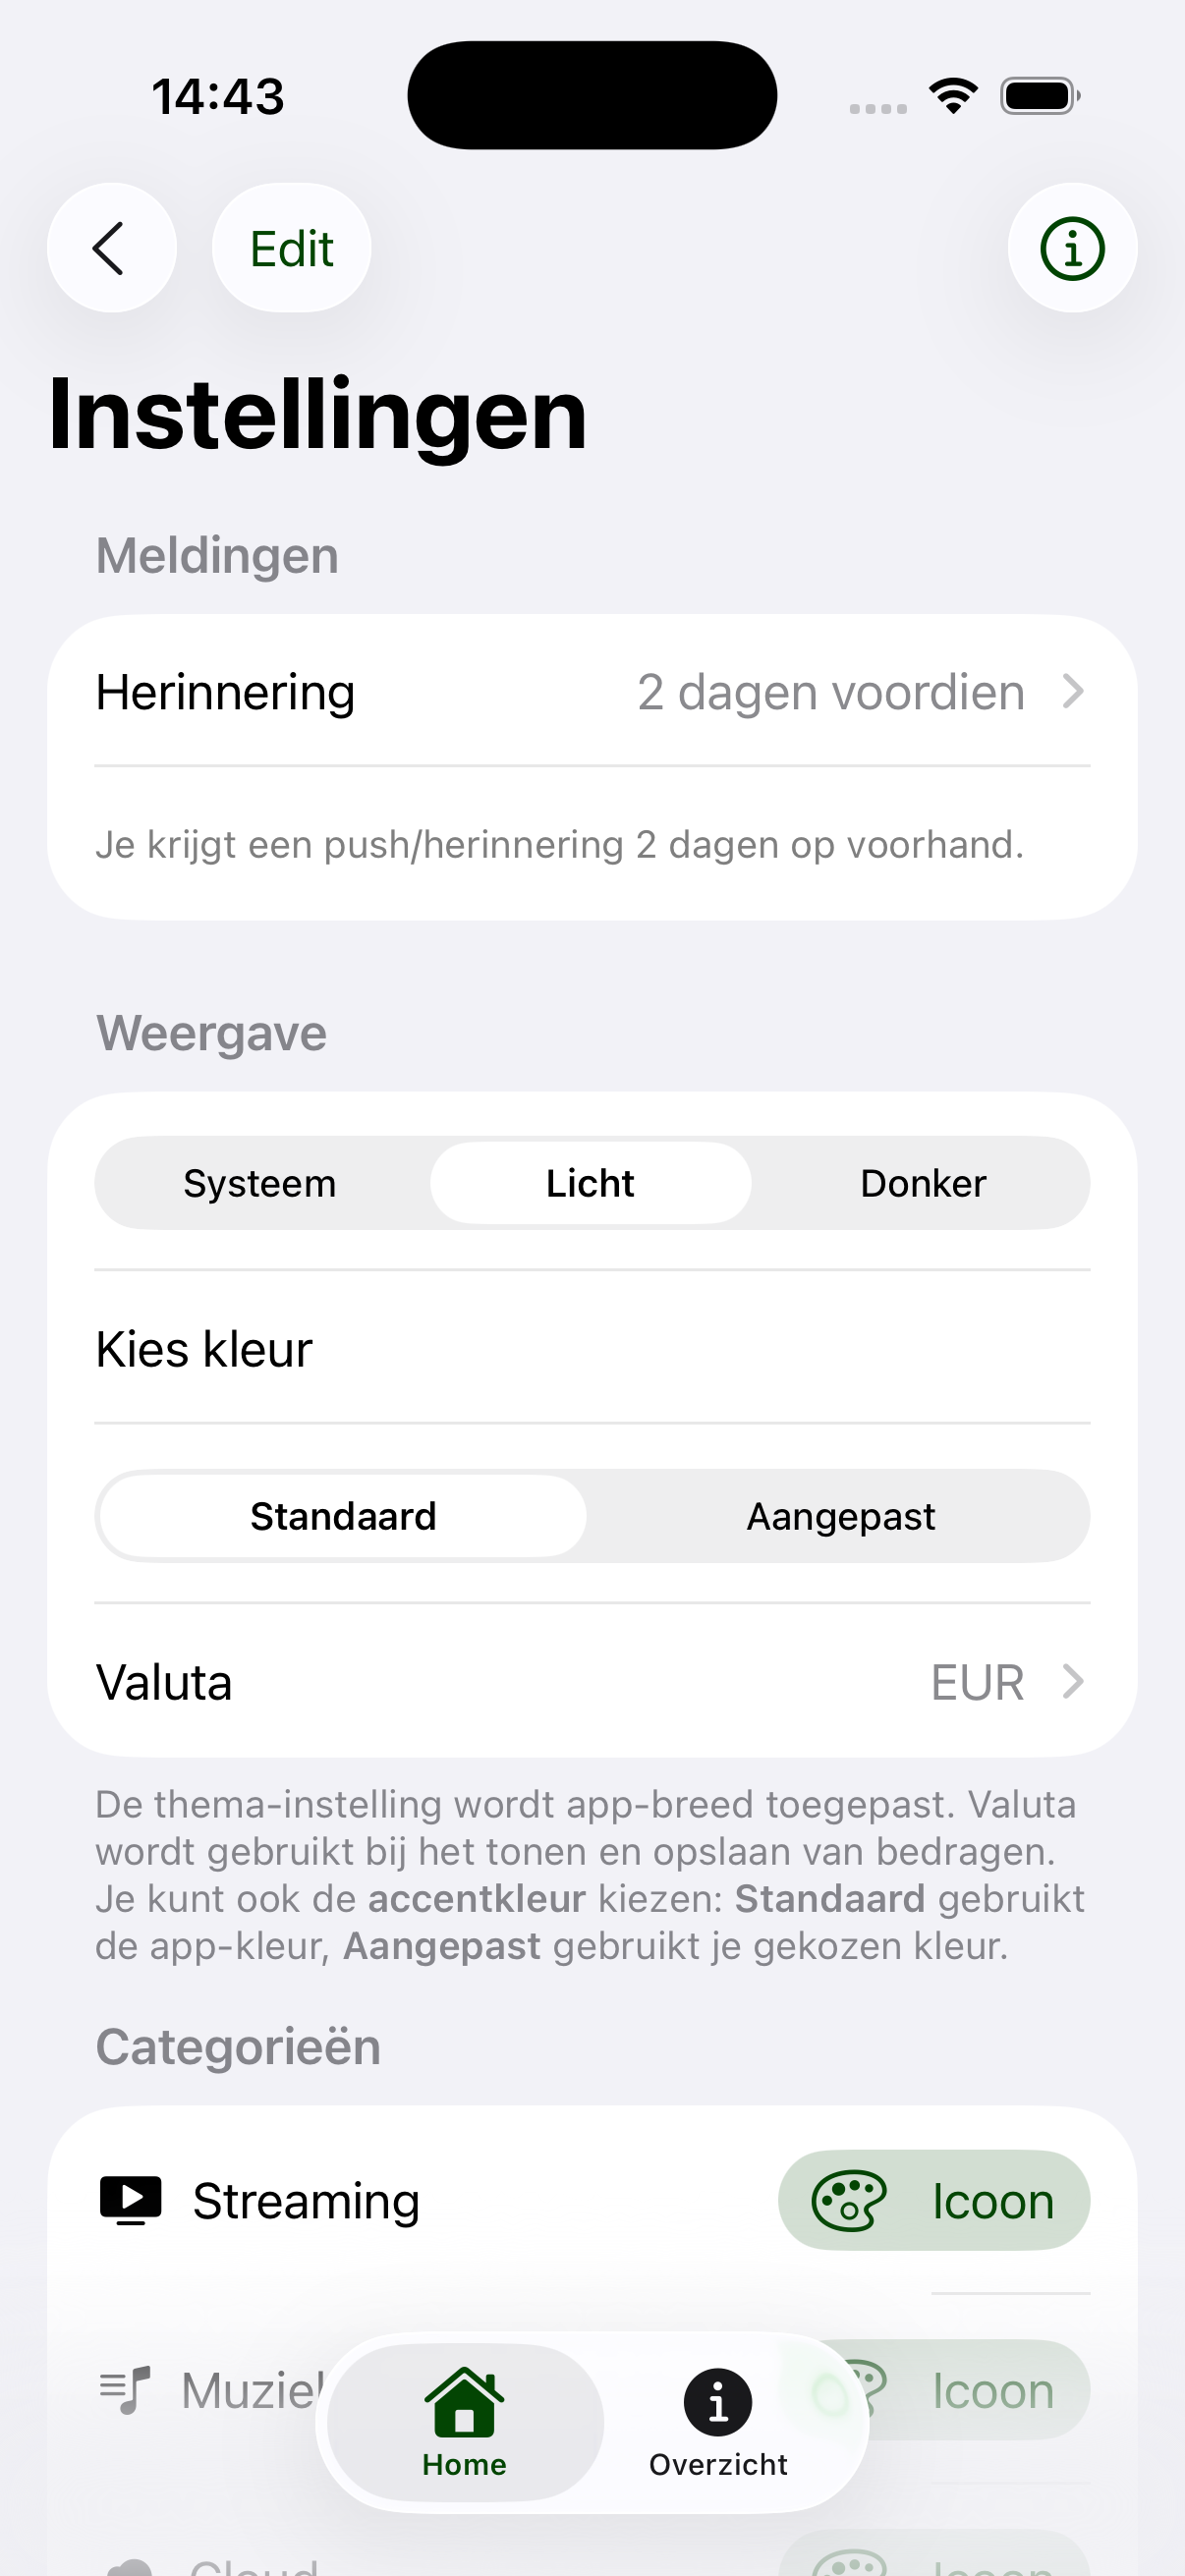 14:43
Edit
Instellingen
Meldingen
Herinnering 2 dagen voordien
Je krijgt een push/herinnering 2 dagen op voorhand.
Weergave
Systeem Licht Donker
Kies kleur
Standaard Aangepast
Valuta EUR
De thema-instelling wordt app-breed toegepast. Valuta
wordt gebruikt bij het tonen en opslaan van bedragen.
Je kunt ook de accentkleur kiezen: Standaard gebruikt
de app-kleur, Aangepast gebruikt je gekozen kleur.
Categorieën
Streaming Icoon
Icoon
Home Overzicht